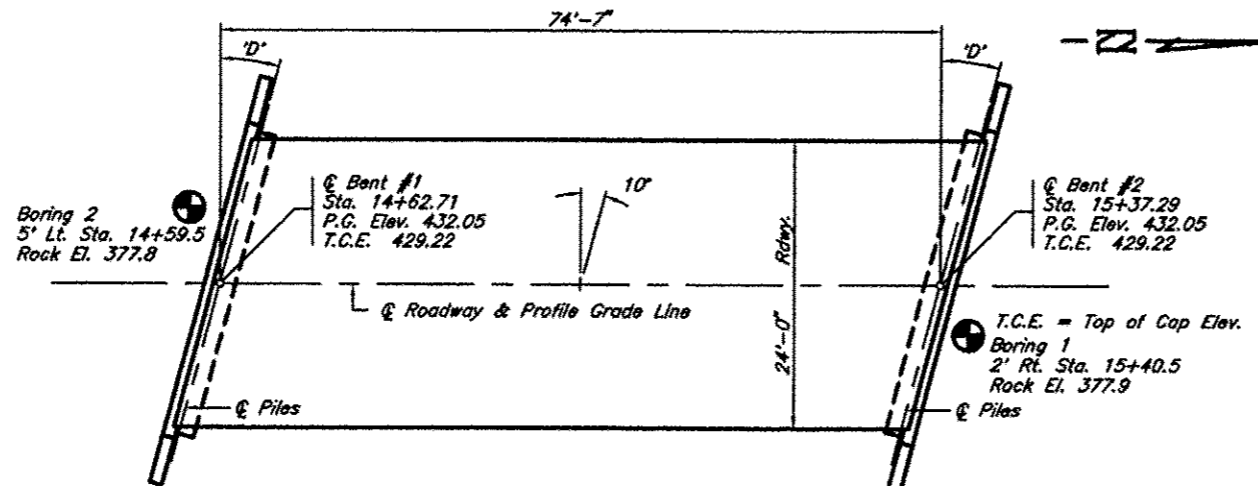 74'-7"
'D'
'D'
N
℄ Bent #1
Sta. 14+62.71
P.G. Elev. 432.05
T.C.E. 429.22
10°
Rdwy.
24'-0"
℄ Bent #2
Sta. 15+37.29
P.G. Elev. 432.05
T.C.E. 429.22
Boring 2
5' Lt. Sta. 14+59.5
Rock El. 377.8
℄ Roadway & Profile Grade Line
T.C.E. = Top of Cap Elev.
Boring 1
2' Rt. Sta. 15+40.5
Rock El. 377.9
℄ Piles
℄ Piles